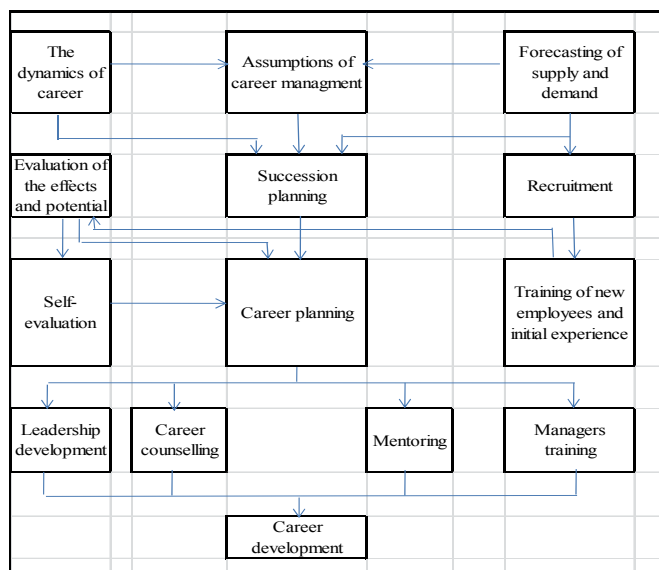 The
dynamics of
career
Assumptions of
career managment
Forecasting of
supply and
demand
Evaluation of
the effects
and potential
Succession
planning
Recruitment
Self-
evaluation
Career planning
Training of new
employees and
initial experience
Leadership
development
Career
counselling
Mentoring
Managers
training
Career
development